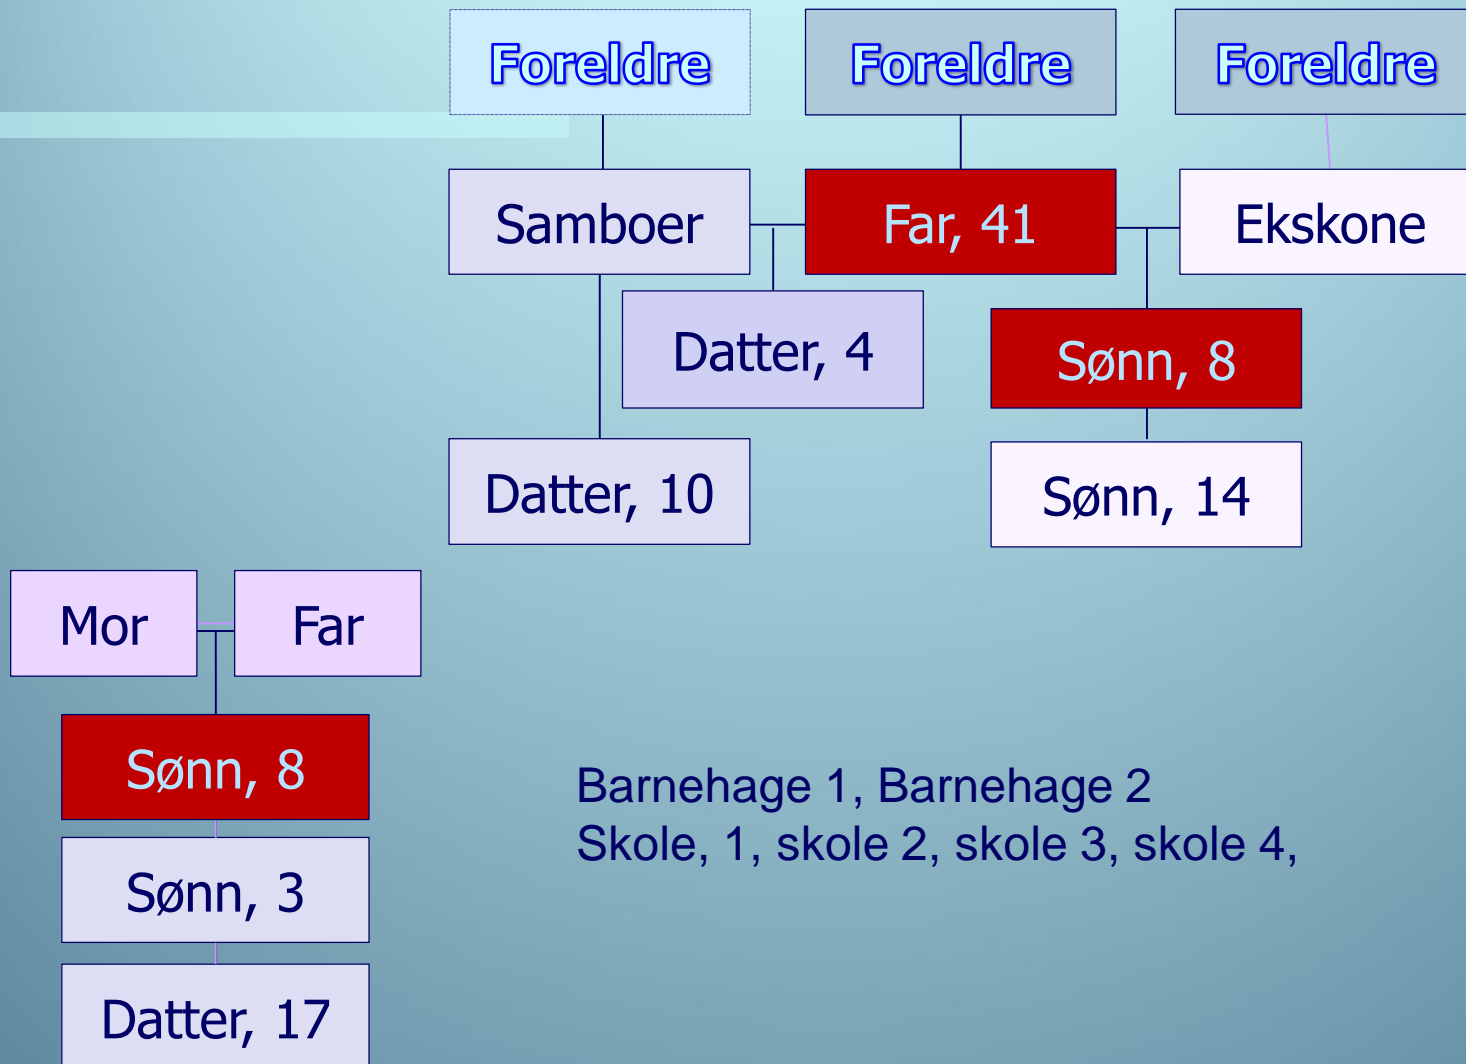 Foreldre
Foreldre
Foreldre
Samboer
Far, 41
Ekskone
Datter, 4
Sønn, 8
Datter, 10
Sønn, 14
Mor
Far
Sønn, 8
Sønn, 3
Datter, 17
Barnehage 1, Barnehage 2
Skole, 1, skole 2, skole 3, skole 4,